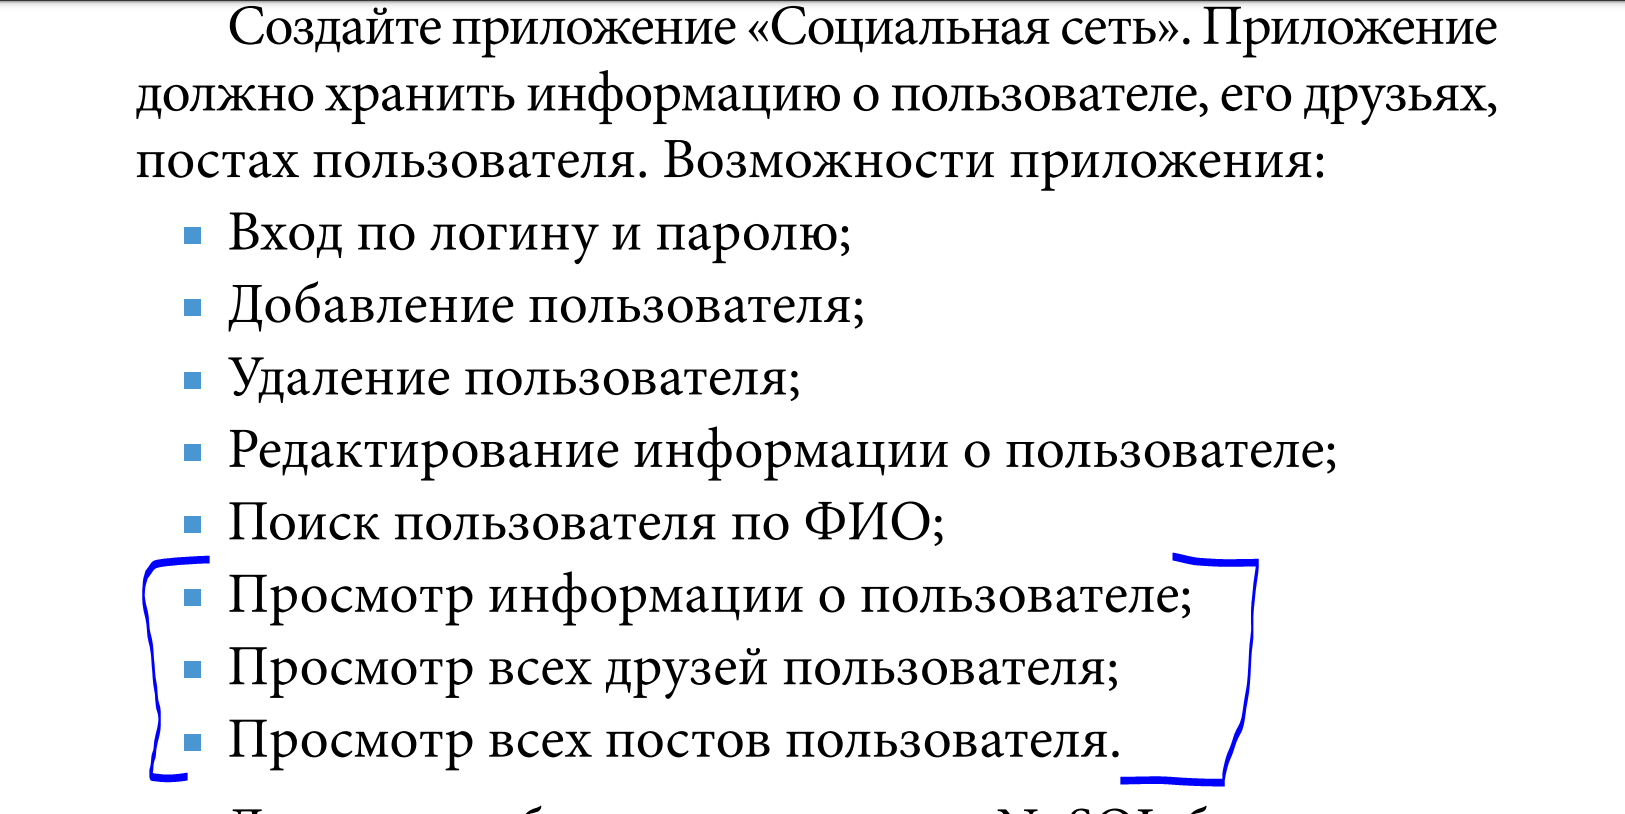 Создайте приложение «Социальная сеть». Приложение
должно хранить информацию о пользователе, его друзьях,
постах пользователя. Возможности приложения:
Вход по логину и паролю;
Добавление пользователя;
Удаление пользователя;
Редактирование информации о пользователе;
Поиск пользователя по ФИО;
Просмотр информации о пользователе;
Просмотр всех друзей пользователя;
Просмотр всех постов пользователя.